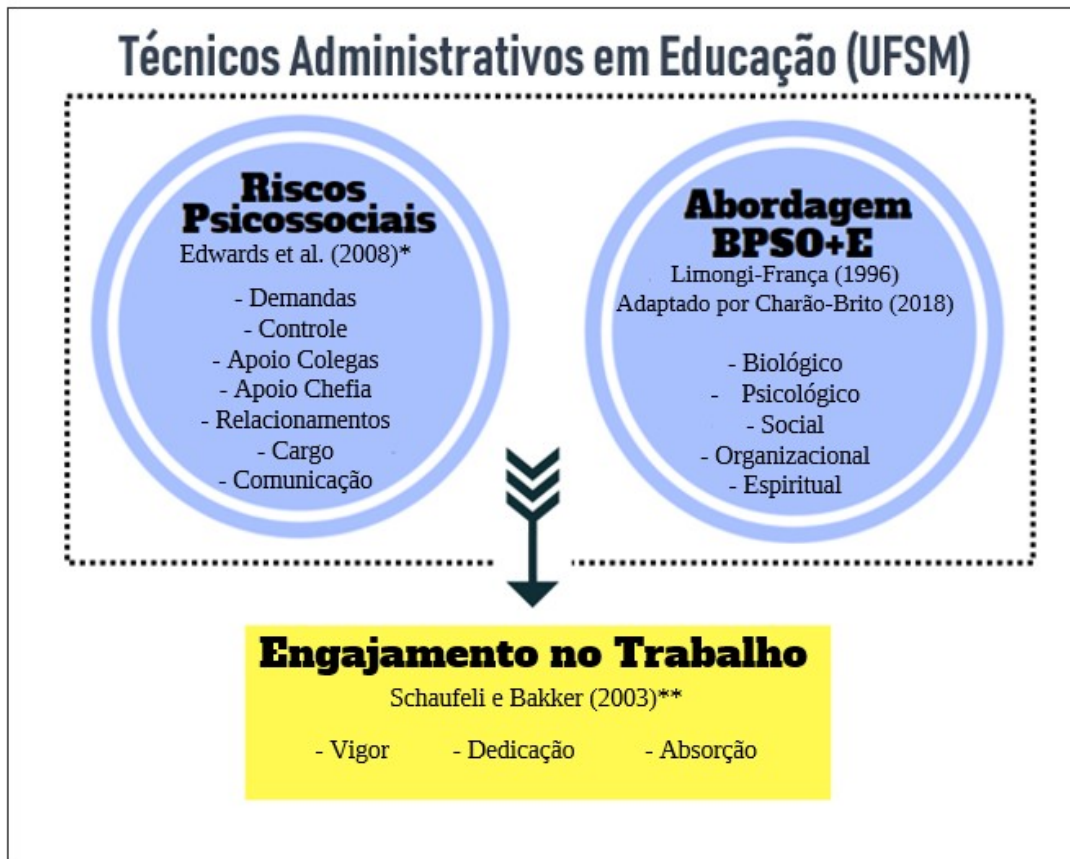 Técnicos Administrativos em Educação (UFSM)
Riscos
Psicossociais
Edwards et al. (2008)*
- Demandas
- Controle
- Apoio Colegas
- Apoio Chefia
- Relacionamentos
- Cargo
- Comunicação
Abordagem
BPSO+E
Limongi-França (1996)
Adaptado por Charão-Brito (2018)
- Biológico
- Psicológico
- Social
- Organizacional
- Espiritual
Engajamento no Trabalho
Schaufeli e Bakker (2003)**
- Vigor - Dedicação - Absorção